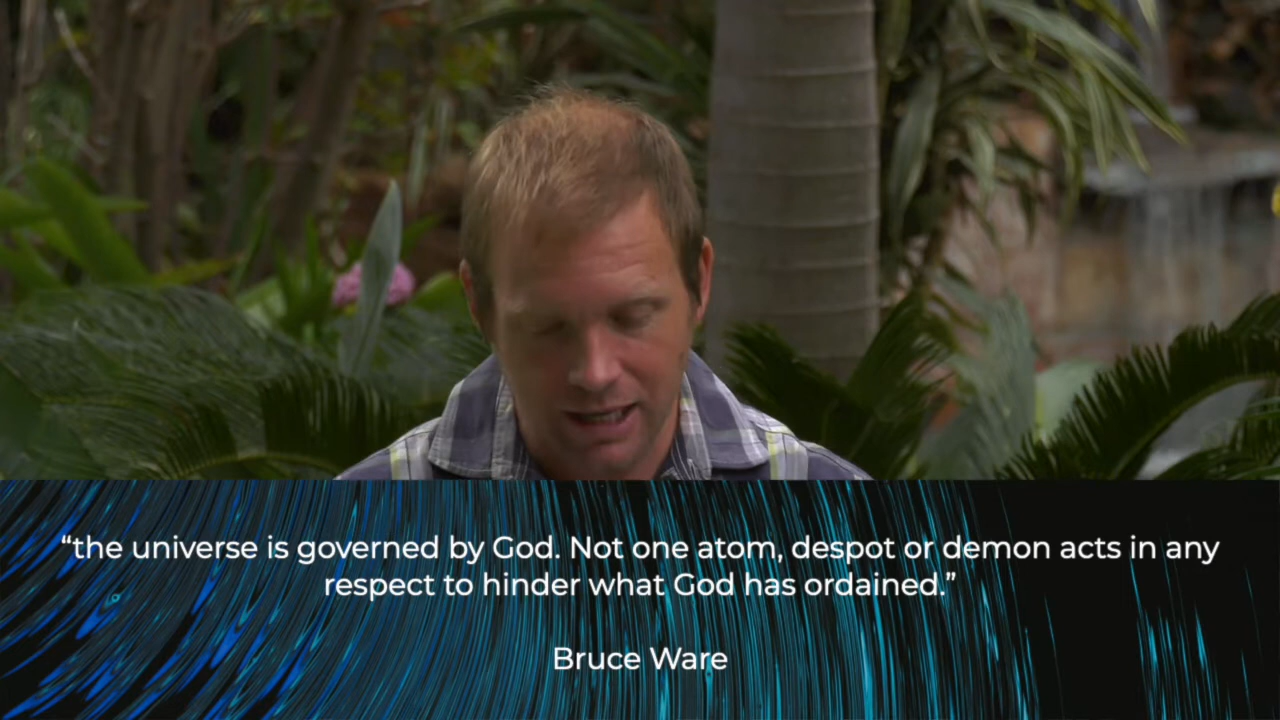 “the universe is governed by God. Not one atom, despot or demon acts in any
respect to hinder what God has ordained.”
Bruce Ware